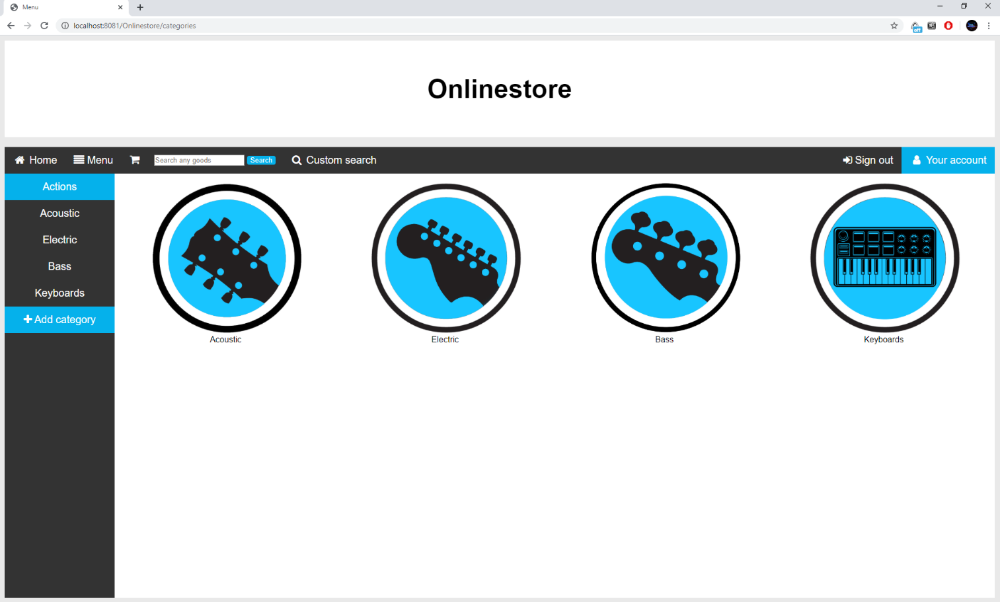 Menu
localhost:8081/Onlinestore/categories
off
Onlinestore
Home Menu Search any goods Search Custom search Sign out Your account
Actions
Acoustic
Electric
Bass
Keyboards
Add category
Acoustic Electric Bass Keyboards